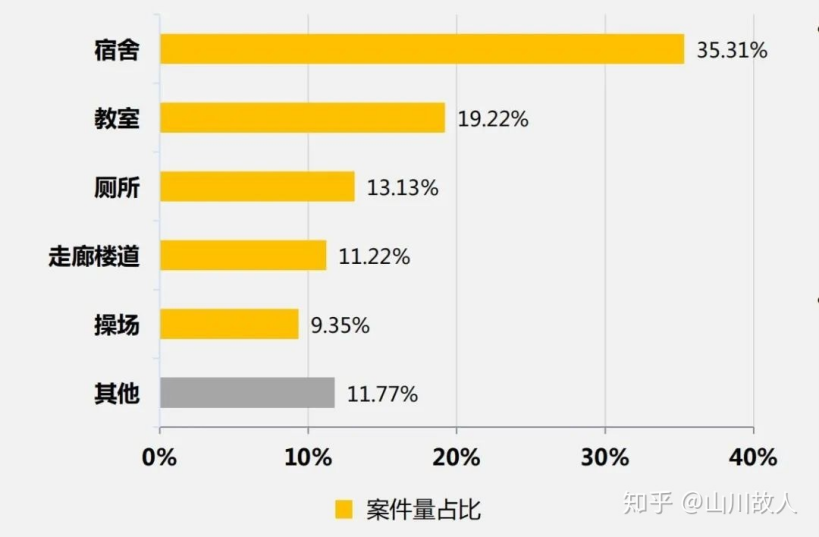 宿舍 35.31%
教室 19.22%
厕所 13.13%
走廊楼道 11.22%
操场 9.35%
其他 11.77%
0% 10% 20% 30% 40%
案件量占比
知乎 @山川故人